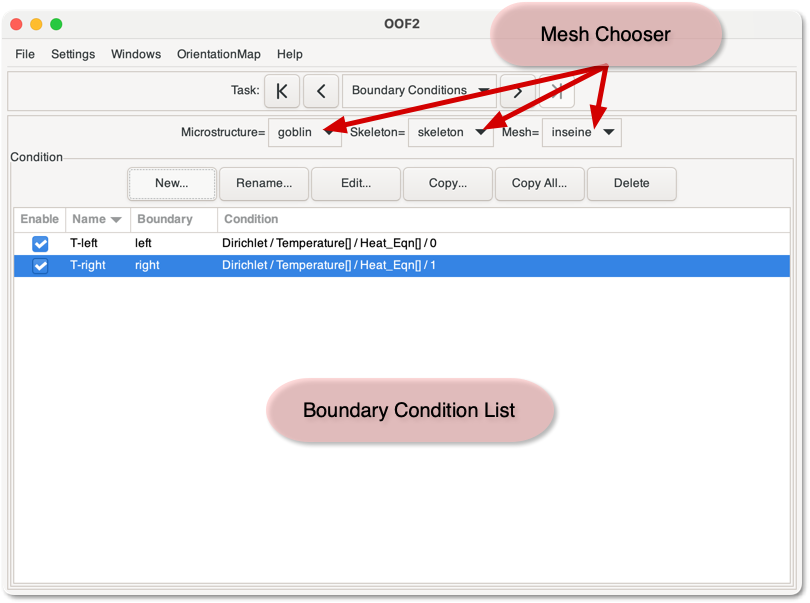 OOF2
Mesh Chooser
File Settings Windows OrientationMap Help
Task: Boundary Conditions
Microstructure= goblin Skeleton= skeleton Mesh= inseine
Condition
New... Rename... Edit... Copy... Copy All... Delete
Enable Name Boundary Condition
T-left left Dirichlet / Temperature[] / Heat_Eqn[] / 0
T-right right Dirichlet / Temperature[] / Heat_Eqn[] / 1
Boundary Condition List